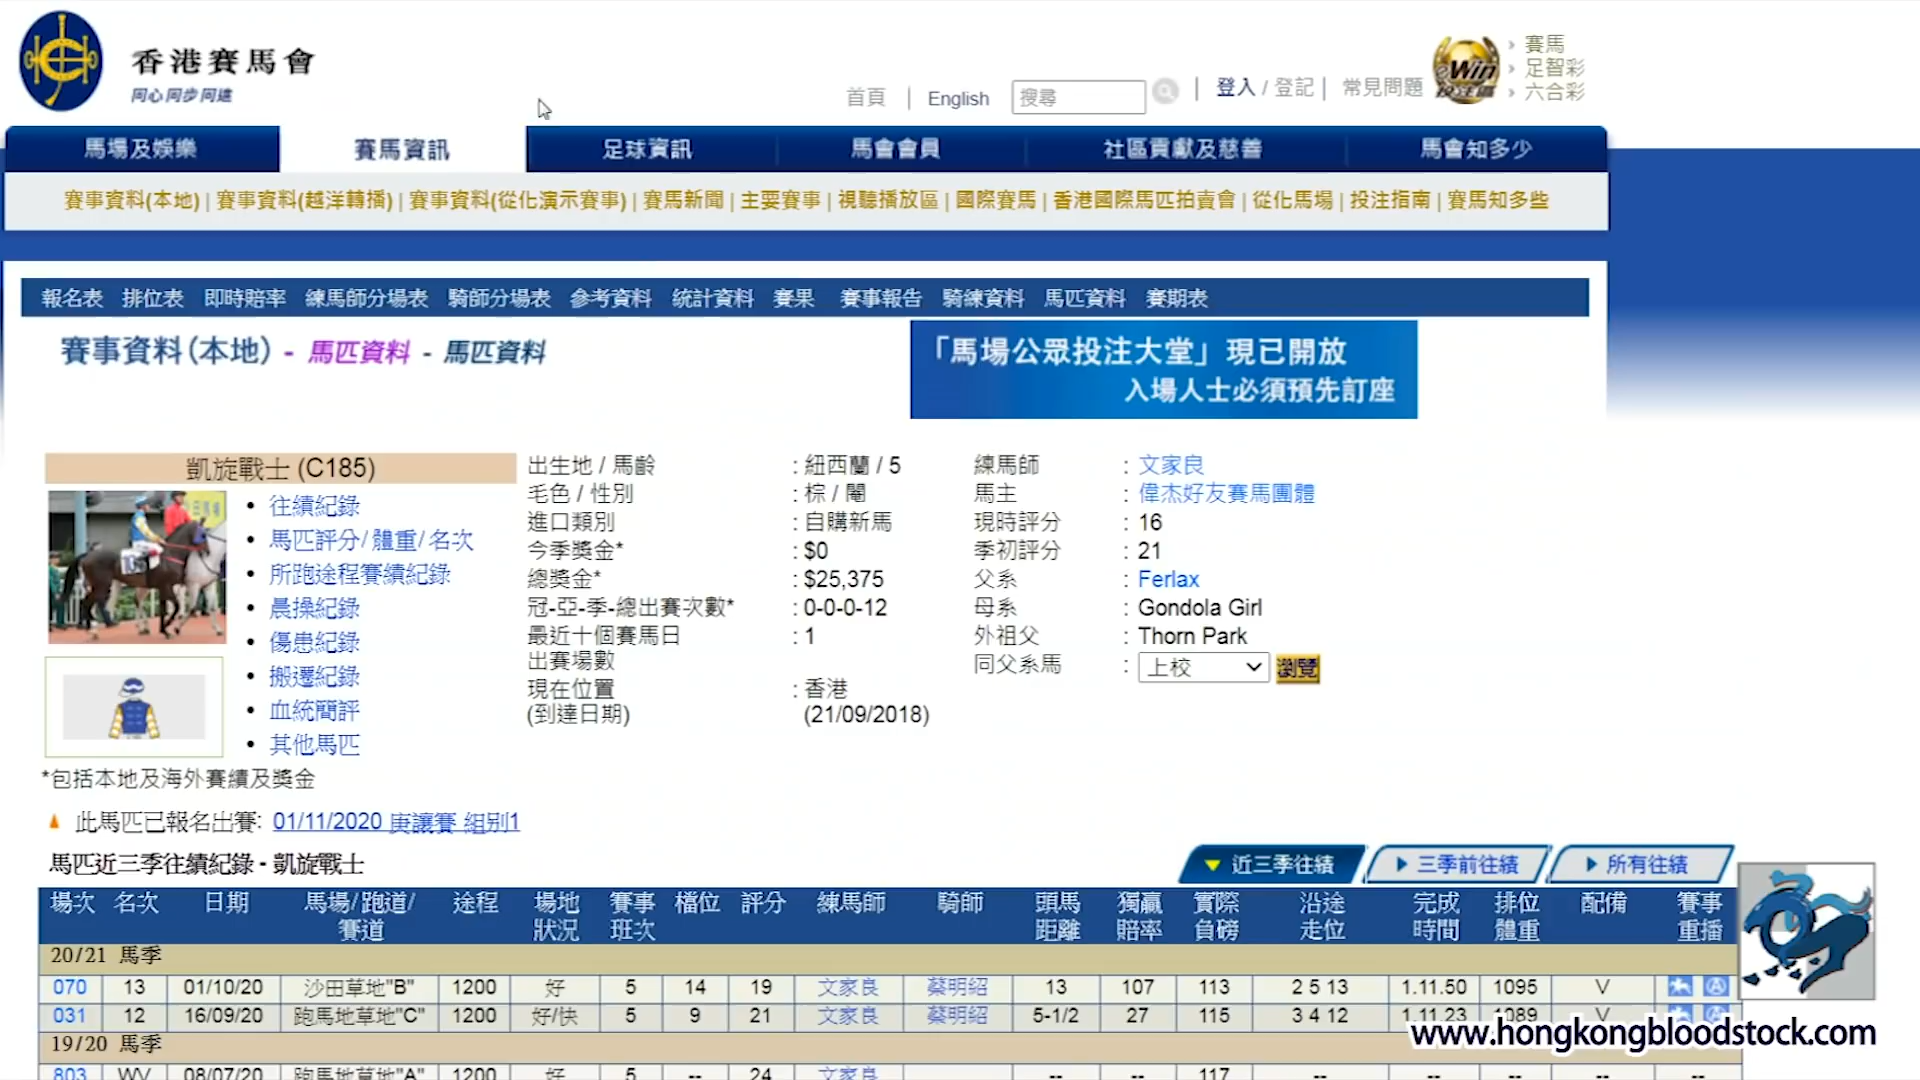 香港賽馬會
同心同步同進
首頁 | English 搜尋 | 登入 / 登記 | 常見問題
eWin 投注區
賽馬
足智彩
六合彩
馬場及娛樂 賽馬資訊 足球資訊 馬會會員 社區貢獻及慈善 馬會知多少
賽事資料(本地) | 賽事資料(越洋轉播) | 賽事資料(從化演示賽事) | 賽馬新聞 | 主要賽事 | 視聽播放區 | 國際賽馬 | 香港國際馬匹拍賣會 | 從化馬場 | 投注指南 | 賽馬知多些
報名表 排位表 即時賠率 練馬師分場表 騎師分場表 參考資料 統計資料 賽果 賽事報告 騎練資料 馬匹資料 賽期表
賽事資料(本地) - 馬匹資料 - 馬匹資料
「馬場公眾投注大堂」現已開放
入場人士必須預先訂座
凱旋戰士 (C185)
• 往績紀錄
• 馬匹評分/體重/名次
• 所跑途程賽績紀錄
• 晨操紀錄
• 傷患紀錄
• 搬遷紀錄
• 血統簡評
• 其他馬匹
出生地 / 馬齡 : 紐西蘭 / 5
毛色 / 性別 : 棕 / 閹
進口類別 : 自購新馬
今季獎金* : $0
總獎金* : $25,375
冠-亞-季-總出賽次數* : 0-0-0-12
最近十個賽馬日 : 1
出賽場數
現在位置 : 香港
(到達日期) (21/09/2018)
練馬師 : 文家良
馬主 : 偉杰好友賽馬團體
現時評分 : 16
季初評分 : 21
父系 : Ferlax
母系 : Gondola Girl
外祖父 : Thorn Park
同父系馬 : 上校 瀏覽
*包括本地及海外賽績及獎金
此馬匹已報名出賽: 01/11/2020 庚讓賽 組別1
馬匹近三季往績紀錄 - 凱旋戰士
近三季往績 三季前往績 所有往績
場次 名次 日期 馬場/跑道/ 途程 場地 賽事 檔位 評分 練馬師 騎師 頭馬 獨贏 實際 沿途 完成 排位 配備 賽事
賽道 狀況 班次 距離 賠率 負磅 走位 時間 體重 重播
20/21 馬季
070 13 01/10/20 沙田草地"B" 1200 好 5 14 19 文家良 蔡明紹 13 107 113 2 5 13 1.11.50 1095 V
031 12 16/09/20 跑馬地草地"C" 1200 好/快 5 9 21 文家良 蔡明紹 5-1/2 27 115 3 4 12 1.11.23 1089 V
19/20 馬季
803 WV 08/07/20 跑馬地草地"A" 1200 好 5 -- 24 文家良 -- -- 117 -- -- -- -- --
www.hongkongbloodstock.com